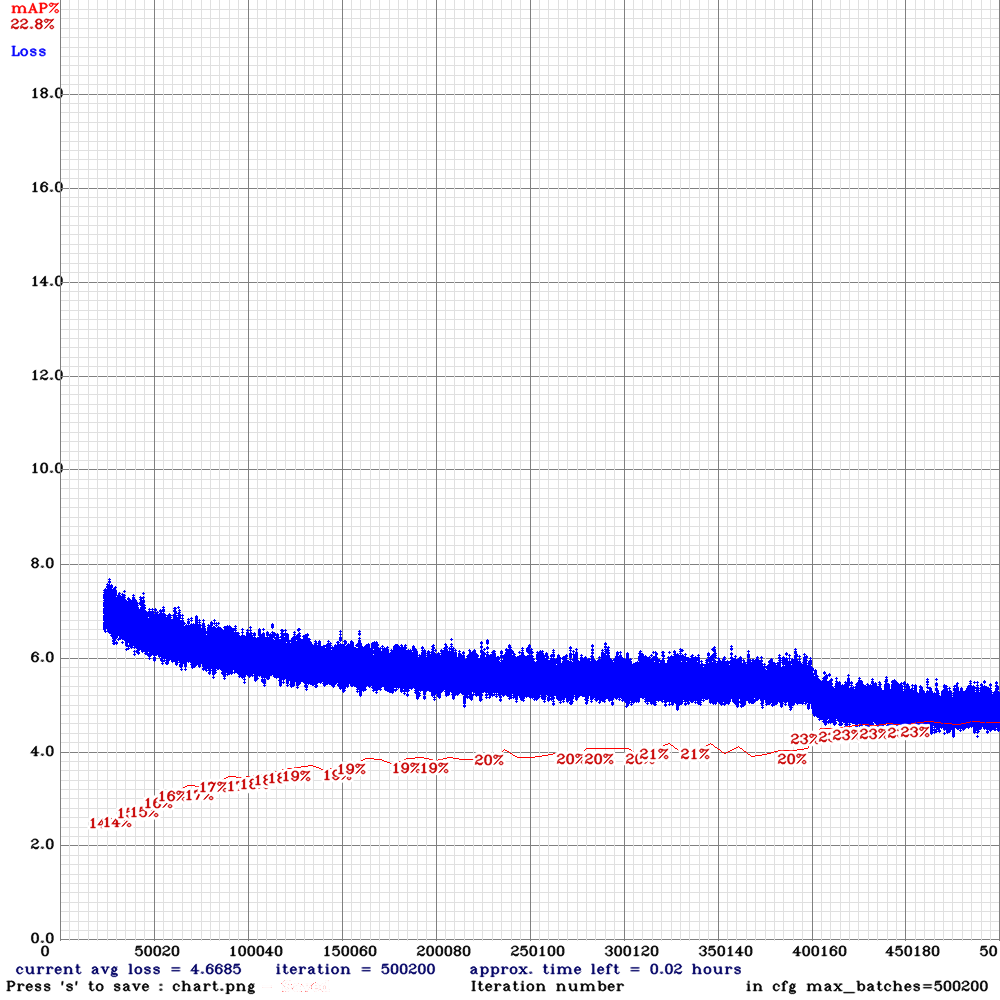 mAP%
22.8%
Loss
18.0
16.0
14.0
12.0
10.0
8.0
6.0
4.0
2.0
0.0
14% 15% 16% 16% 17% 17% 18% 19% 19% 19% 19% 20% 20% 20% 21% 21% 20% 23% 23% 23% 23%
0 50020 100040 150060 200080 250100 300120 350140 400160 450180 50
current avg loss = 4.6685 iteration = 500200 approx. time left = 0.02 hours
Press 's' to save : chart.png Iteration number in cfg max_batches=500200